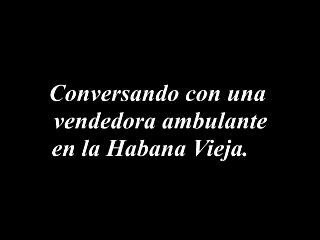 Conversando con una
vendedora ambulante
en la Habana Vieja.